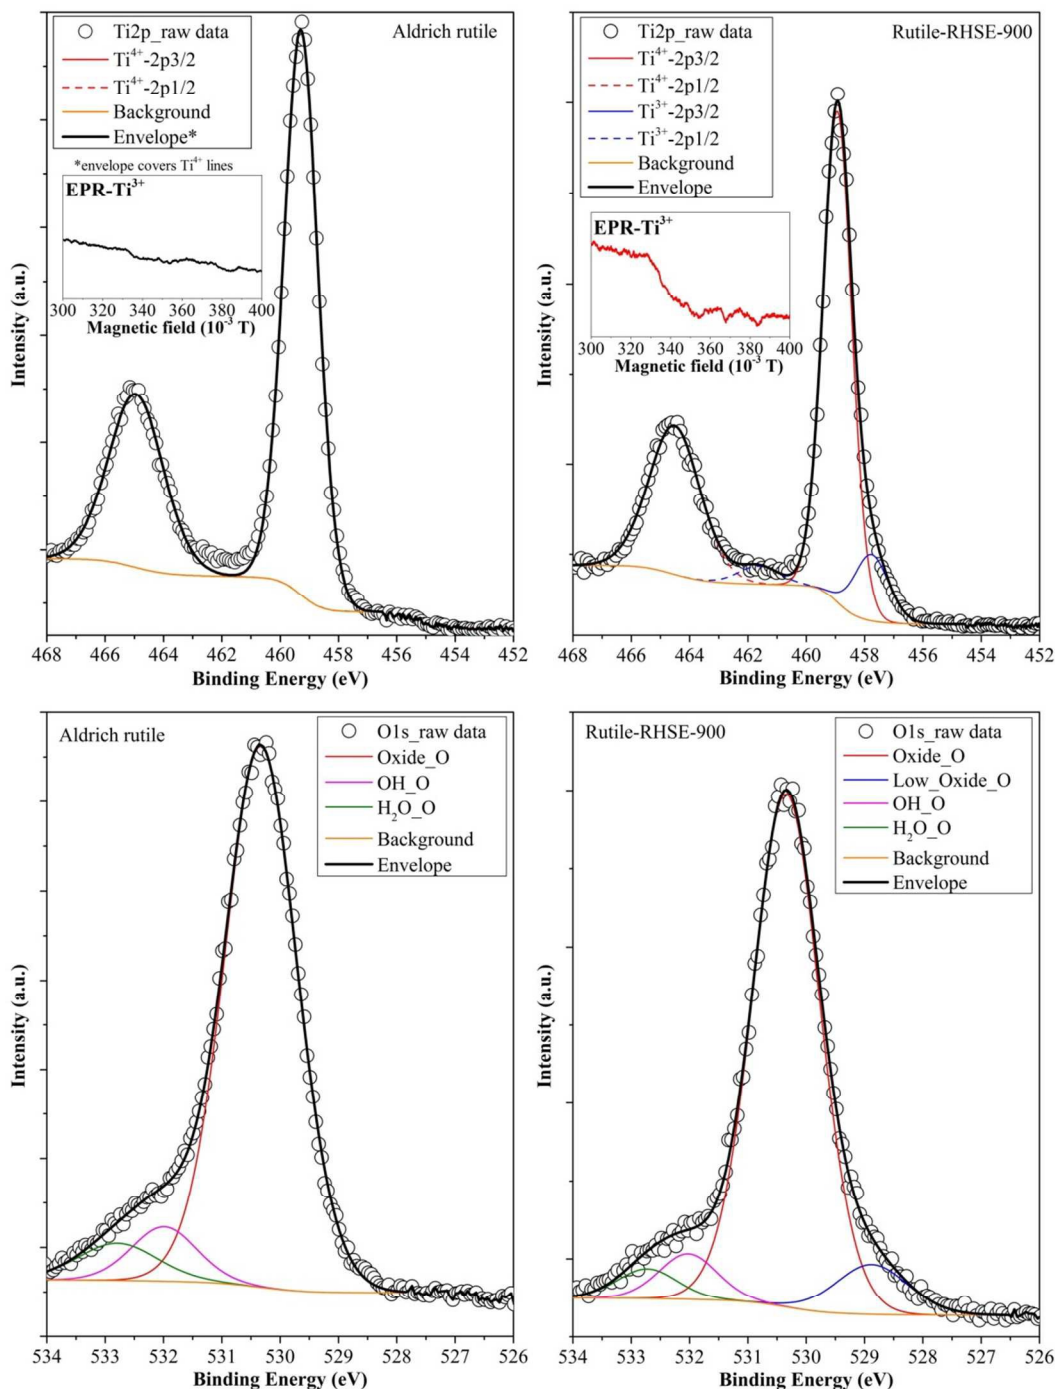 Ti2p_raw data
Ti4+-2p3/2
Ti4+-2p1/2
Background
Envelope*
*envelope covers Ti4+ lines
Aldrich rutile
EPR-Ti3+
300 320 340 360 380 400
Magnetic field (10-3 T)
Intensity (a.u.)
468 466 464 462 460 458 456 454 452
Binding Energy (eV)
Ti2p_raw data
Ti4+-2p3/2
Ti4+-2p1/2
Ti3+-2p3/2
Ti3+-2p1/2
Background
Envelope
Rutile-RHSE-900
EPR-Ti3+
300 320 340 360 380 400
Magnetic field (10-3 T)
Intensity (a.u.)
468 466 464 462 460 458 456 454 452
Binding Energy (eV)
Aldrich rutile
O1s_raw data
Oxide_O
OH_O
H2O_O
Background
Envelope
Intensity (a.u.)
534 533 532 531 530 529 528 527 526
Binding Energy (eV)
Rutile-RHSE-900
O1s_raw data
Oxide_O
Low_Oxide_O
OH_O
H2O_O
Background
Envelope
Intensity (a.u.)
534 533 532 531 530 529 528 527 526
Binding Energy (eV)